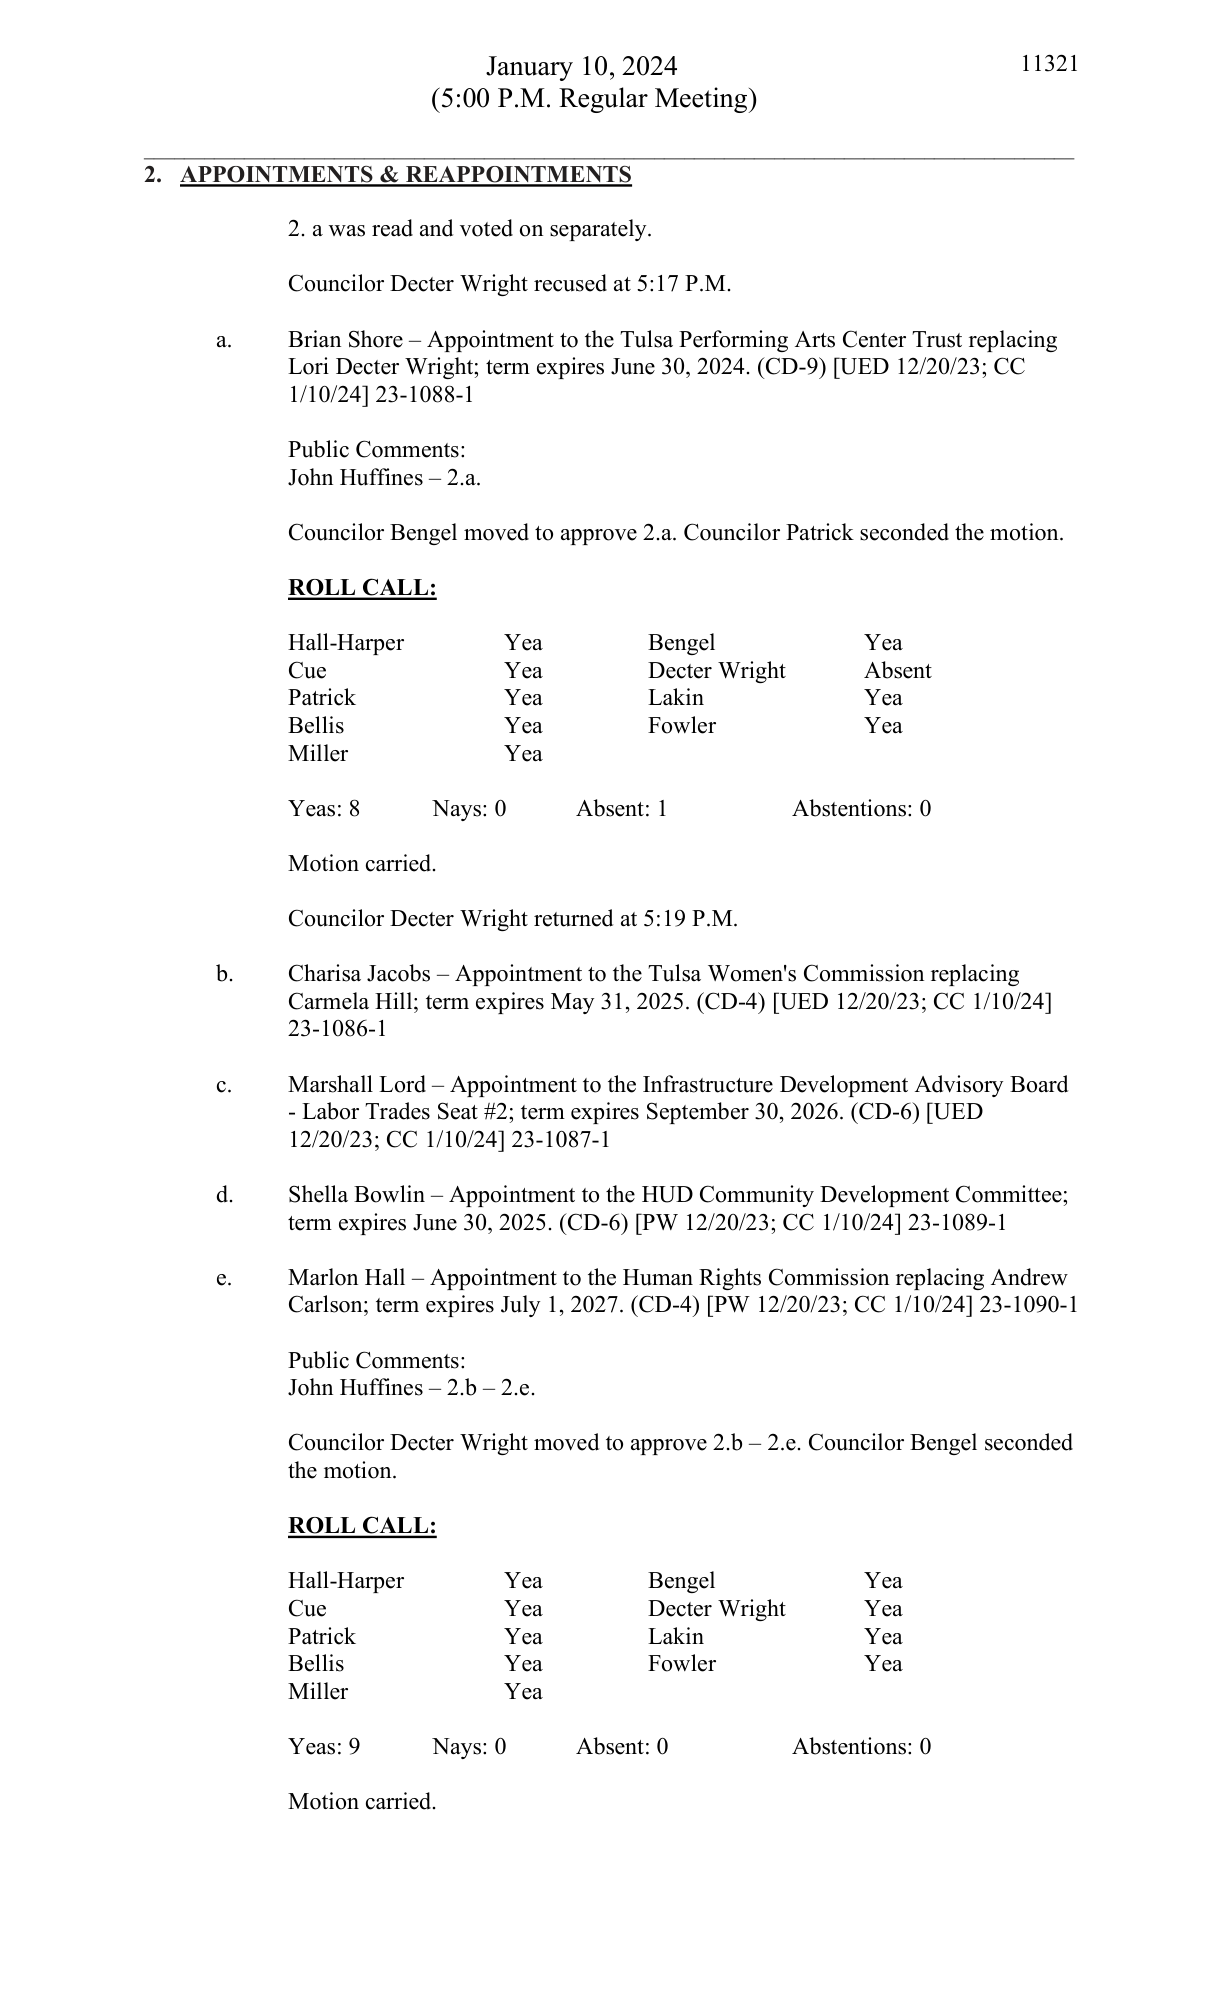 January 10, 2024
11321
(5:00 P.M. Regular Meeting)
2. APPOINTMENTS & REAPPOINTMENTS
2. a was read and voted on separately.
Councilor Decter Wright recused at 5:17 P.M.
a. Brian Shore – Appointment to the Tulsa Performing Arts Center Trust replacing
Lori Decter Wright; term expires June 30, 2024. (CD-9) [UED 12/20/23; CC
1/10/24] 23-1088-1
Public Comments:
John Huffines – 2.a.
Councilor Bengel moved to approve 2.a. Councilor Patrick seconded the motion.
ROLL CALL:
Hall-Harper Yea Bengel Yea
Cue Yea Decter Wright Absent
Patrick Yea Lakin Yea
Bellis Yea Fowler Yea
Miller Yea
Yeas: 8 Nays: 0 Absent: 1 Abstentions: 0
Motion carried.
Councilor Decter Wright returned at 5:19 P.M.
b. Charisa Jacobs – Appointment to the Tulsa Women's Commission replacing
Carmela Hill; term expires May 31, 2025. (CD-4) [UED 12/20/23; CC 1/10/24]
23-1086-1
c. Marshall Lord – Appointment to the Infrastructure Development Advisory Board
- Labor Trades Seat #2; term expires September 30, 2026. (CD-6) [UED
12/20/23; CC 1/10/24] 23-1087-1
d. Shella Bowlin – Appointment to the HUD Community Development Committee;
term expires June 30, 2025. (CD-6) [PW 12/20/23; CC 1/10/24] 23-1089-1
e. Marlon Hall – Appointment to the Human Rights Commission replacing Andrew
Carlson; term expires July 1, 2027. (CD-4) [PW 12/20/23; CC 1/10/24] 23-1090-1
Public Comments:
John Huffines – 2.b – 2.e.
Councilor Decter Wright moved to approve 2.b – 2.e. Councilor Bengel seconded
the motion.
ROLL CALL:
Hall-Harper Yea Bengel Yea
Cue Yea Decter Wright Yea
Patrick Yea Lakin Yea
Bellis Yea Fowler Yea
Miller Yea
Yeas: 9 Nays: 0 Absent: 0 Abstentions: 0
Motion carried.